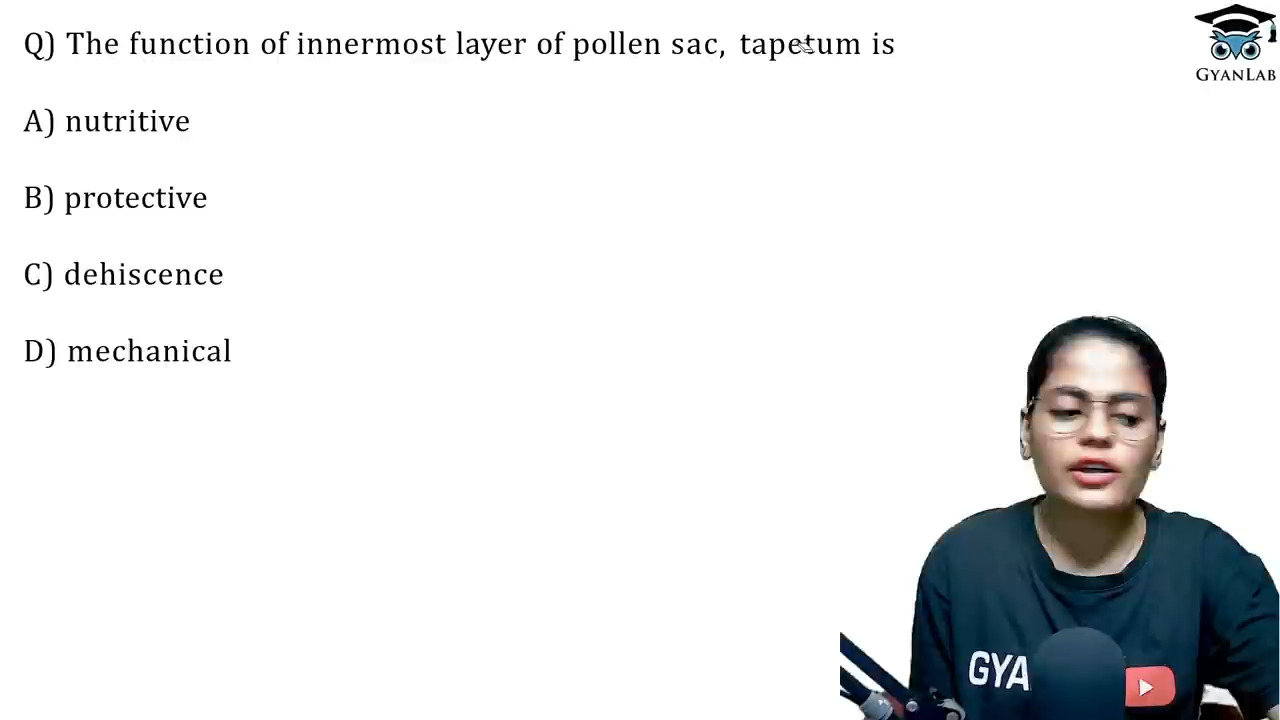 Q) The function of innermost layer of pollen sac, tapetum is
A) nutritive
B) protective
C) dehiscence
D) mechanical
GYANLAB
GYA